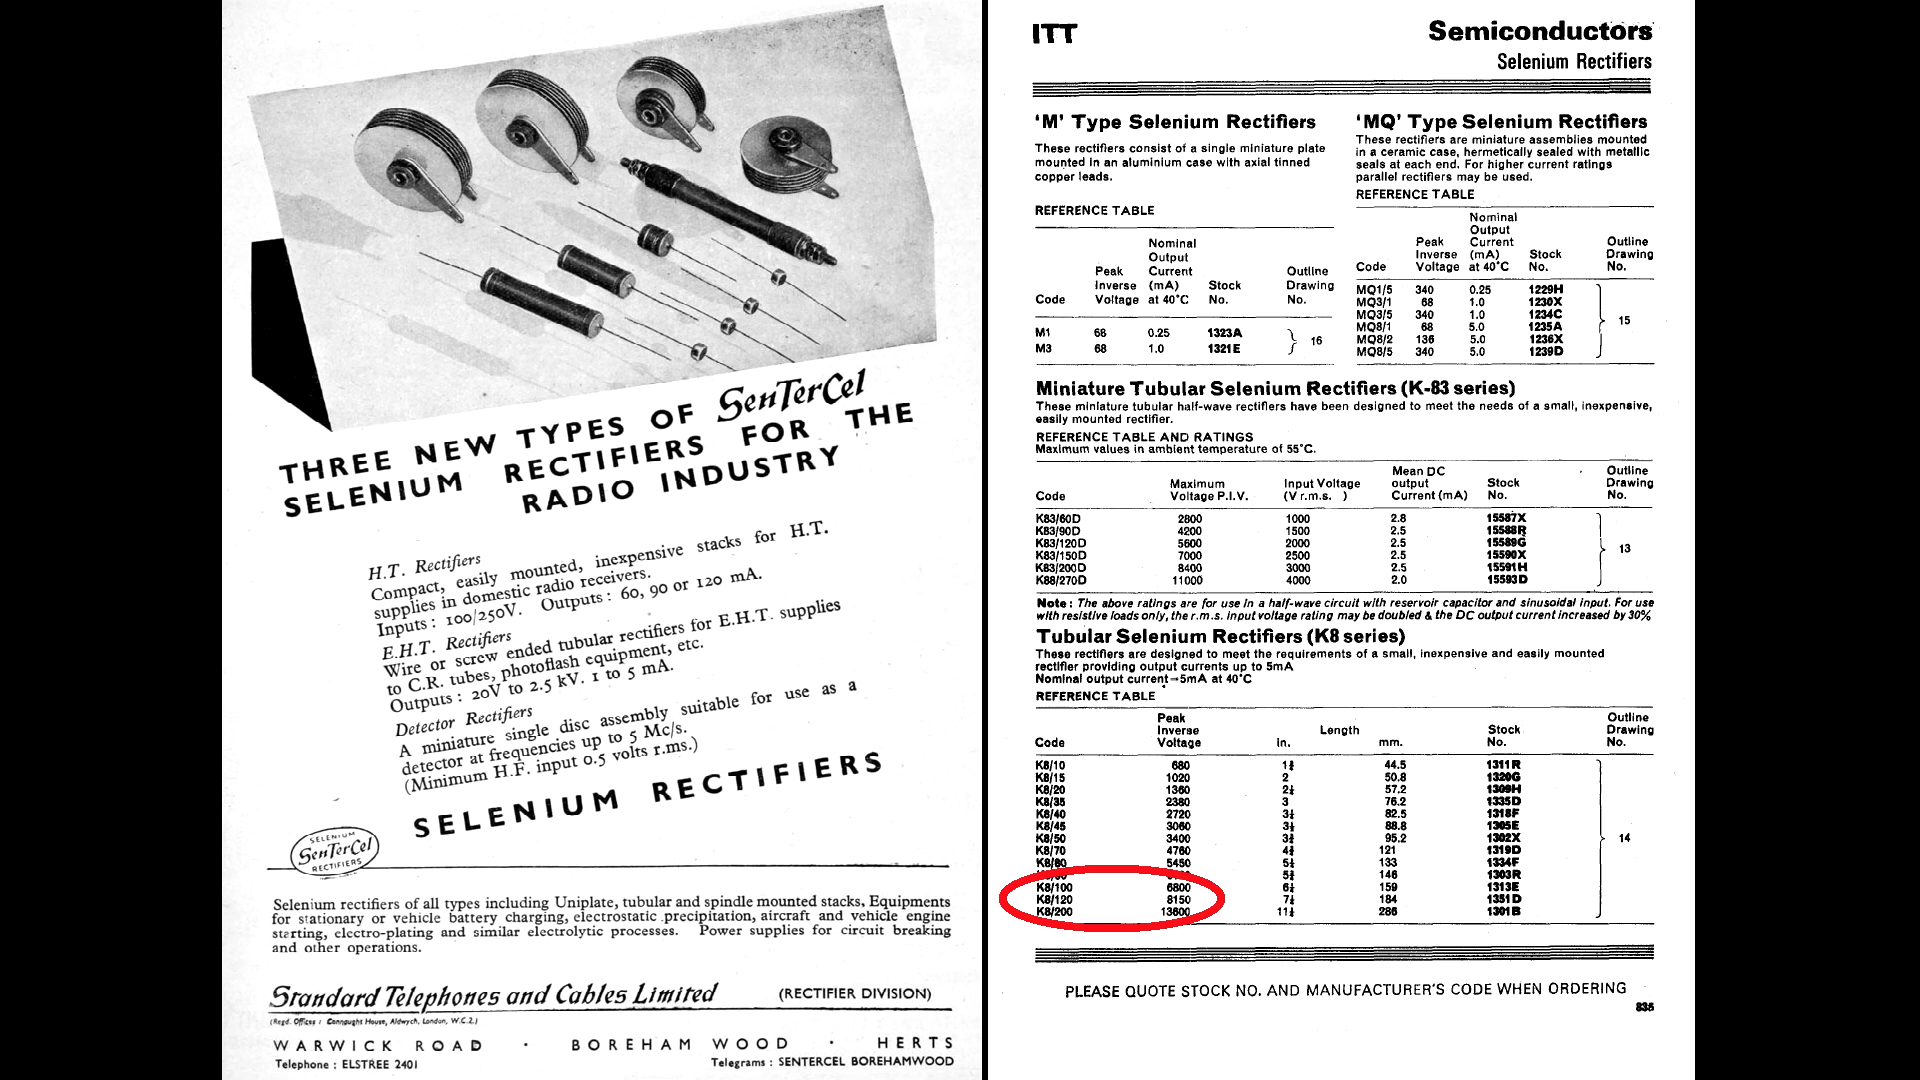 THREE NEW TYPES OF SenTerCel
SELENIUM RECTIFIERS FOR THE
RADIO INDUSTRY
H.T. Rectifiers
Compact, easily mounted, inexpensive stacks for H.T.
supplies in domestic radio receivers.
Inputs : 100/250V. Outputs : 60, 90 or 120 mA.
E.H.T. Rectifiers
Wire or screw ended tubular rectifiers for E.H.T. supplies
to C.R. tubes, photoflash equipment, etc.
Outputs : 20V to 2.5 kV. 1 to 5 mA.
Detector Rectifiers
A miniature single disc assembly suitable for use as a
detector at frequencies up to 5 Mc/s.
(Minimum H.F. input 0.5 volts r.ms.)
SELENIUM RECTIFIERS
SELENIUM
SenTerCel
RECTIFIERS
Selenium rectifiers of all types including Uniplate, tubular and spindle mounted stacks, Equipments
for stationary or vehicle battery charging, electrostatic precipitation, aircraft and vehicle engine
starting, electro-plating and similar electrolytic processes. Power supplies for circuit breaking
and other operations.
Standard Telephones and Cables Limited (RECTIFIER DIVISION)
(Regd. Offices : Connaught House, Aldwych, London, W.C.2.)
WARWICK ROAD · BOREHAM WOOD · HERTS
Telephone : ELSTREE 2401 Telegrams : SENTERCEL BOREHAMWOOD
ITT Semiconductors
Selenium Rectifiers
'M' Type Selenium Rectifiers
These rectifiers consist of a single miniature plate
mounted in an aluminium case with axial tinned
copper leads.
REFERENCE TABLE
Code Peak Inverse Voltage Nominal Output Current (mA) at 40°C Stock No. Outline Drawing No.
M1 68 0.25 1323A
M3 68 1.0 1321E
16
'MQ' Type Selenium Rectifiers
These rectifiers are miniature assemblies mounted
in a ceramic case, hermetically sealed with metallic
seals at each end. For higher current ratings
parallel rectifiers may be used.
REFERENCE TABLE
Code Peak Inverse Voltage Nominal Output Current (mA) at 40°C Stock No. Outline Drawing No.
MQ1/5 340 0.25 1229H
MQ3/1 68 1.0 1230X
MQ3/5 340 1.0 1234C
MQ8/1 68 5.0 1235A
MQ8/2 136 5.0 1236X
MQ8/5 340 5.0 1239D
15
Miniature Tubular Selenium Rectifiers (K-83 series)
These miniature tubular half-wave rectifiers have been designed to meet the needs of a small, inexpensive,
easily mounted rectifier.
REFERENCE TABLE AND RATINGS
Maximum values in ambient temperature of 55°C.
Code Maximum Voltage P.I.V. Input Voltage (V r.m.s. ) Mean DC output Current (mA) Stock No. Outline Drawing No.
K83/60D 2800 1000 2.8 15587X
K83/90D 4200 1500 2.5 15588R
K83/120D 5600 2000 2.5 15589G
K83/150D 7000 2500 2.5 15590X
K83/200D 8400 3000 2.5 15591H
K88/270D 11000 4000 2.0 15593D
13
Note : The above ratings are for use in a half-wave circuit with reservoir capacitor and sinusoidal input. For use
with resistive loads only, the r.m.s. input voltage rating may be doubled & the DC output current increased by 30%
Tubular Selenium Rectifiers (K8 series)
These rectifiers are designed to meet the requirements of a small, inexpensive and easily mounted
rectifier providing output currents up to 5mA
Nominal output current—5mA at 40°C
REFERENCE TABLE
Code Peak Inverse Voltage Length in. mm. Stock No. Outline Drawing No.
K8/10 680 44.5 1311R
K8/15 1020 2 50.8 1320G
K8/20 1360 57.2 1309H
K8/35 2380 3 76.2 1335D
K8/40 2720 82.5 1318F
K8/45 3060 88.8 1305E
K8/50 3400 95.2 1302X
K8/70 4760 121 1319D
K8/80 5450 133 1334F
146 1303R
K8/100 6800 159 1313E
K8/120 8150 184 1351D
K8/200 13600 286 1301B
14
PLEASE QUOTE STOCK NO. AND MANUFACTURER'S CODE WHEN ORDERING
835